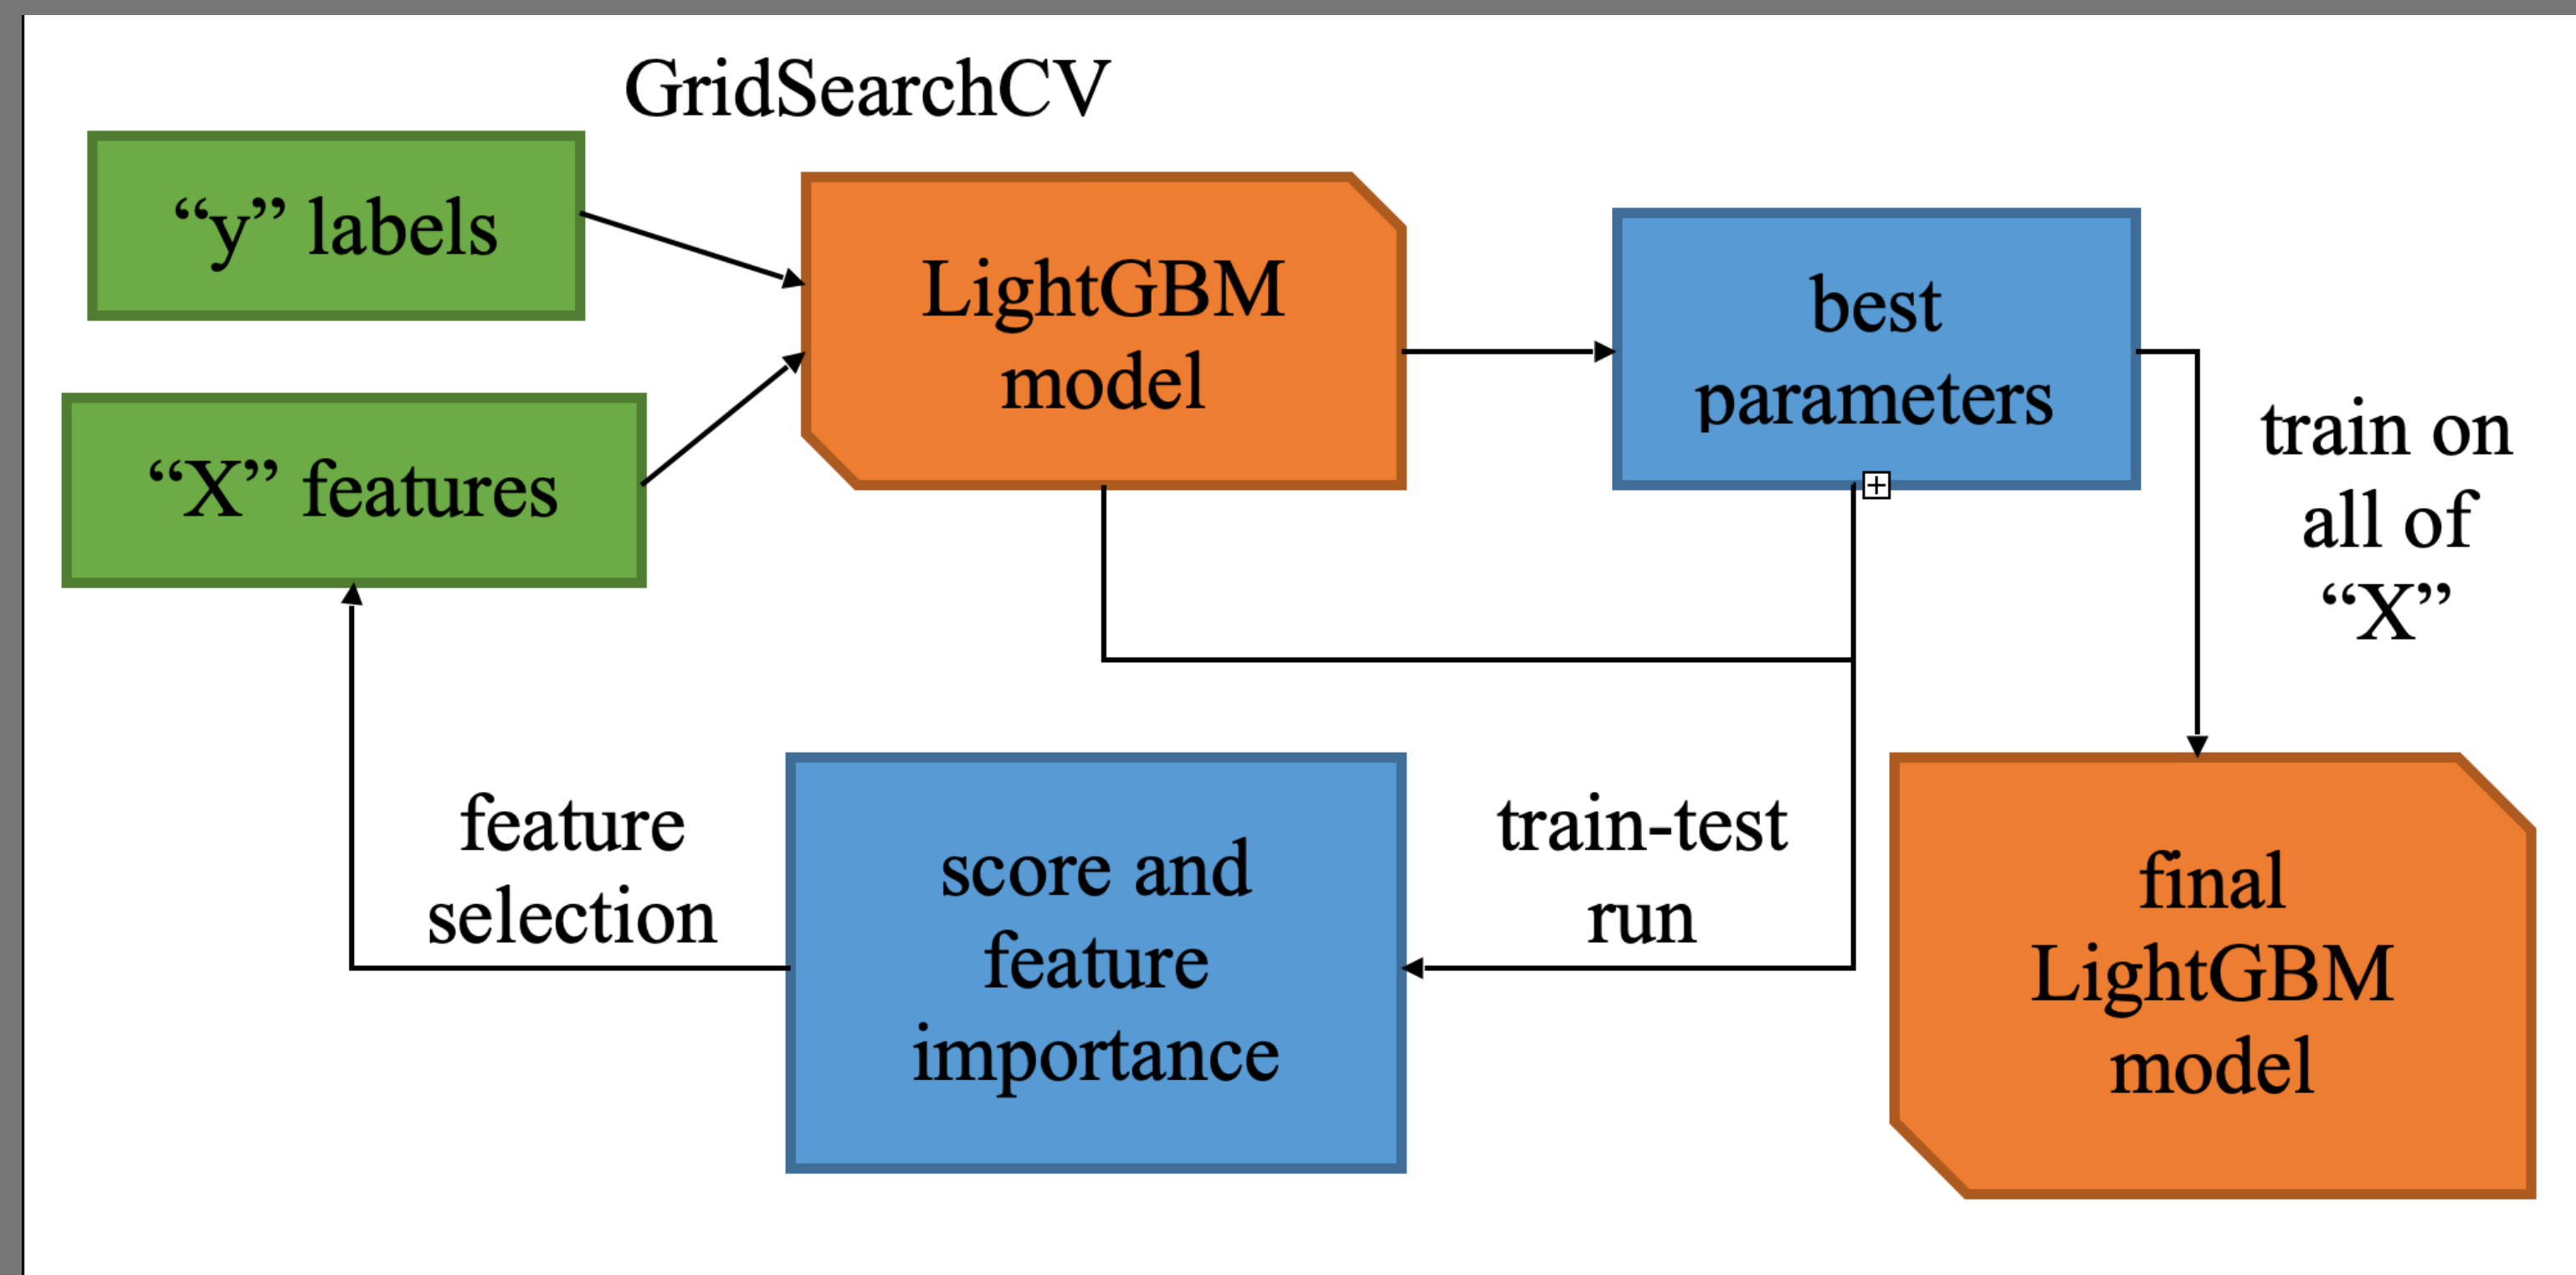 GridSearchCV
“y” labels
“X” features
LightGBM
model
best
parameters
train on
all of
“X”
feature
selection
score and
feature
importance
train-test
run
final
LightGBM
model